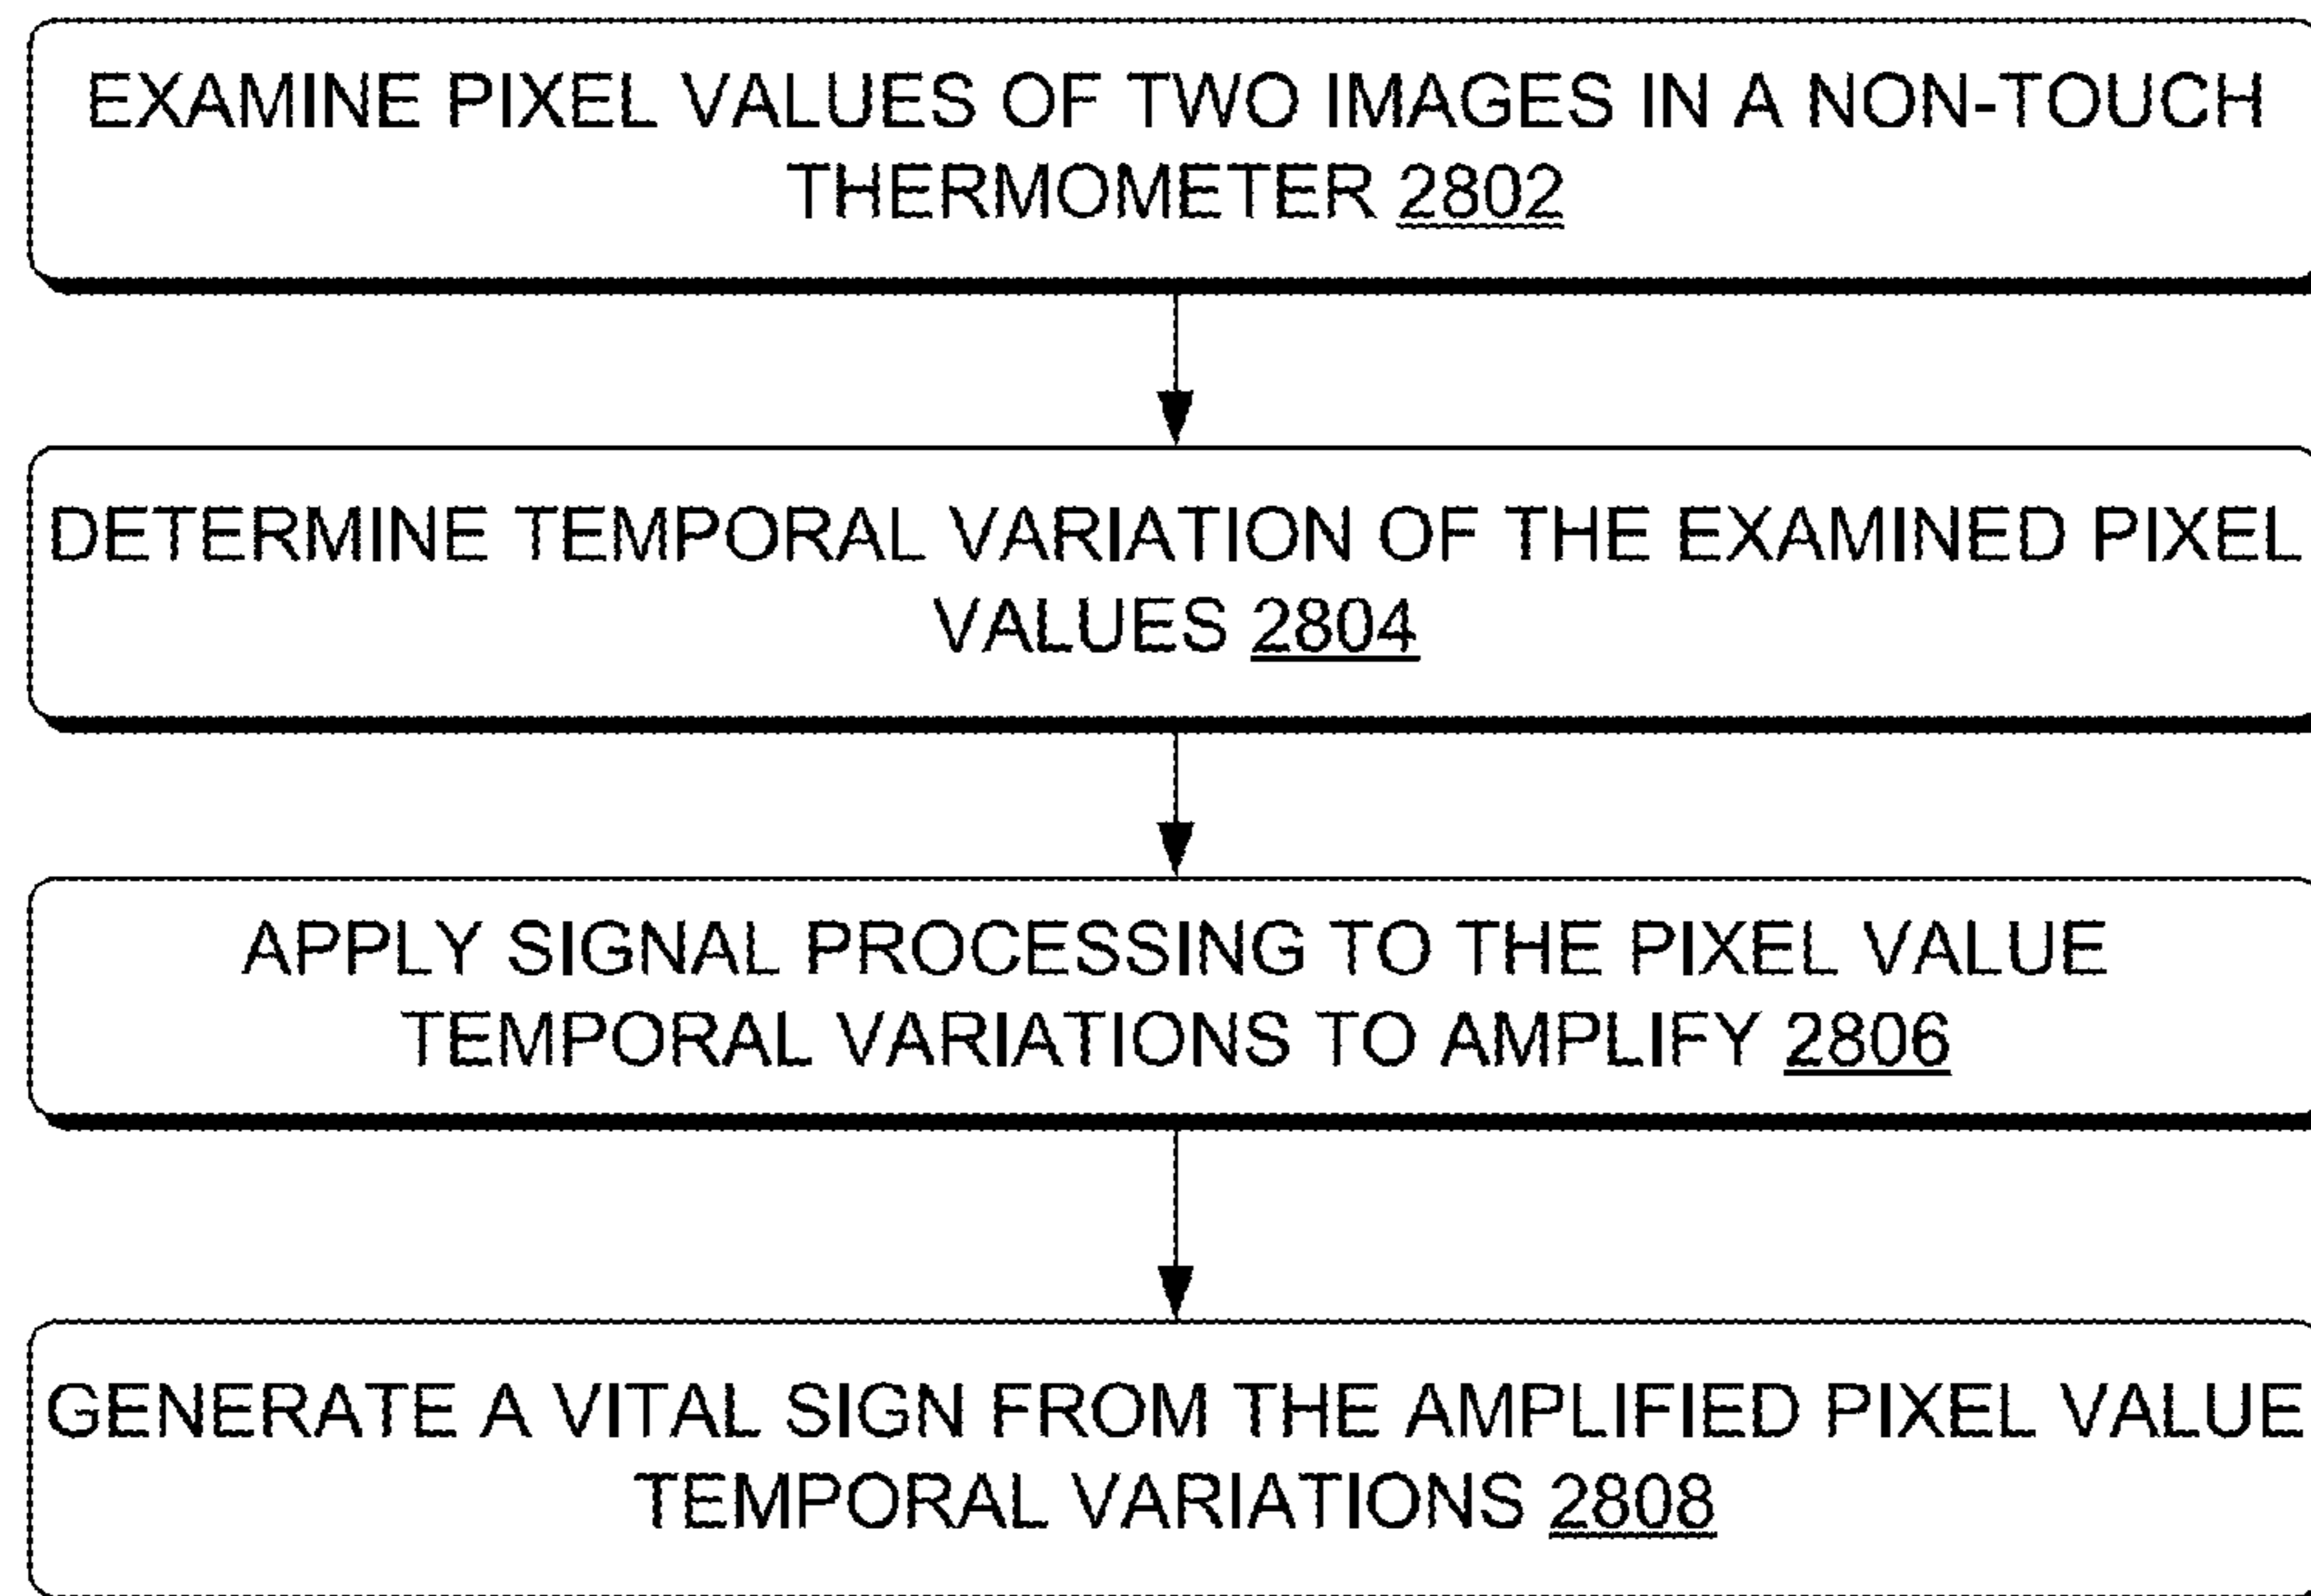 EXAMINE PIXEL VALUES OF TWO IMAGES IN A NON-TOUCH
THERMOMETER 2802
DETERMINE TEMPORAL VARIATION OF THE EXAMINED PIXEL
VALUES 2804
APPLY SIGNAL PROCESSING TO THE PIXEL VALUE
TEMPORAL VARIATIONS TO AMPLIFY 2806
GENERATE A VITAL SIGN FROM THE AMPLIFIED PIXEL VALUE
TEMPORAL VARIATIONS 2808